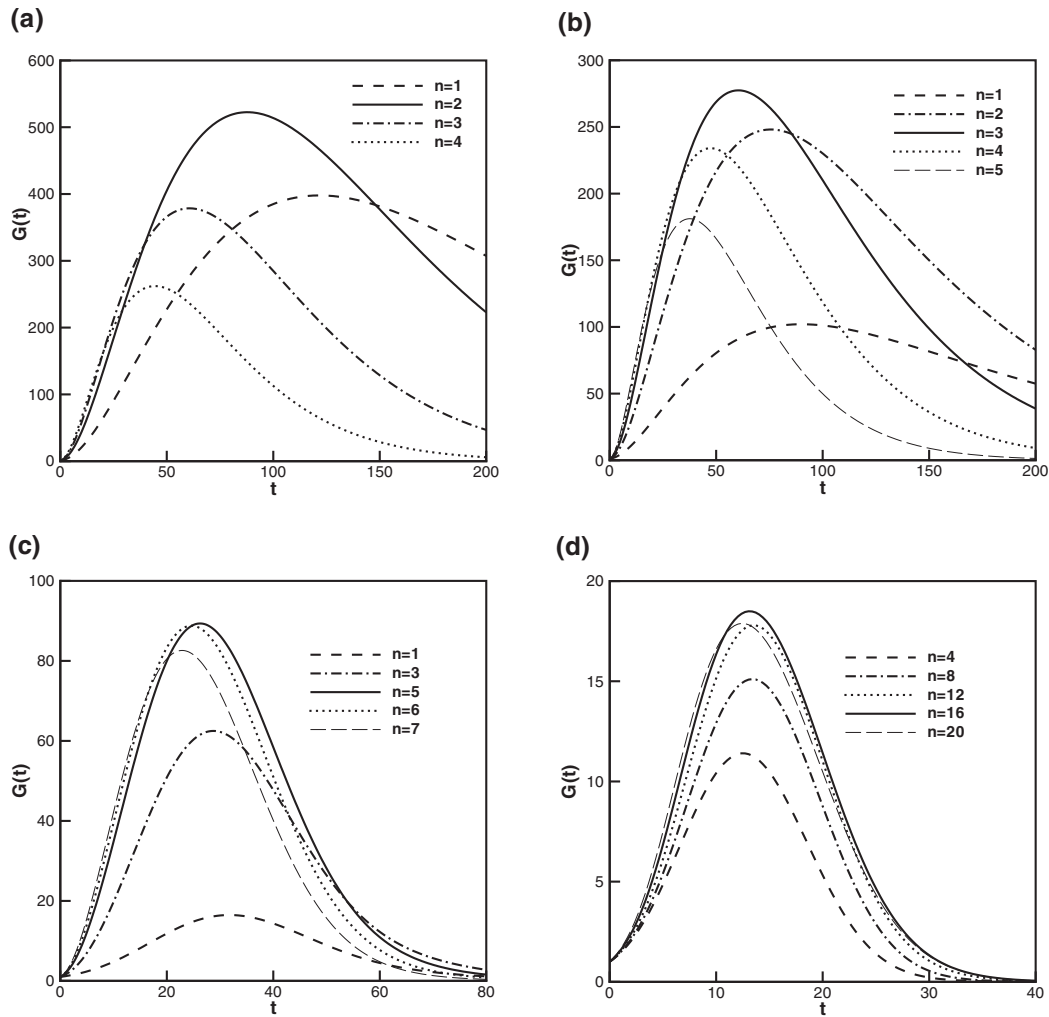 (a)
600
500
400
300
200
100
0
G(t)
0 50 100 150 200
t
n=1
n=2
n=3
n=4
(b)
300
250
200
150
100
50
0
G(t)
0 50 100 150 200
t
n=1
n=2
n=3
n=4
n=5
(c)
100
80
60
40
20
0
G(t)
0 20 40 60 80
t
n=1
n=3
n=5
n=6
n=7
(d)
20
15
10
5
0
G(t)
0 10 20 30 40
t
n=4
n=8
n=12
n=16
n=20